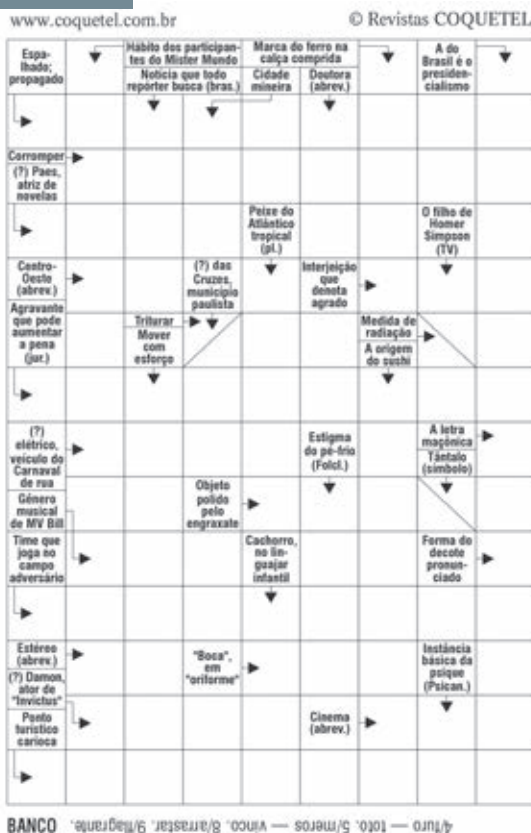 www.coquetel.com.br
© Revistas COQUETEL
Espa-
lhado;
propagado
Hábito dos participan-
tes do Mister Mundo
Notícia que todo
repórter busca (bras.)
Marca do ferro na
calça comprida
Cidade
mineira
Doutora
(abrev.)
A do
Brasil é o
presiden-
cialismo
Corromper
(?) Paes,
atriz de
novelas
Peixe do
Atlântico
tropical
(pl.)
O filho de
Homer
Simpson
(TV)
Centro-
Oeste
(abrev.)
(?) das
Cruzes,
município
paulista
Interjeição
que
denota
agrado
Agravante
que pode
aumentar
a pena
(jur.)
Triturar
Mover
com
esforço
Medida de
radiação
A origem
do sushi
(?)
elétrico,
veículo do
Carnaval
de rua
Estigma
do pé-frio
(Folcl.)
A letra
maçônica
Tântalo
(símbolo)
Gênero
musical
de MV Bill
Objeto
polido
pelo
engraxate
Time que
joga no
campo
adversário
Cachorro,
no lin-
guajar
infantil
Forma do
decote
pronun-
ciado
Estéreo
(abrev.)
"Boca",
em
"oriforme"
Instância
básica da
psique
(Psican.)
(?) Damon,
ator de
"Invictus"
Ponto
turístico
carioca
Cinema
(abrev.)
BANCO
4/furo — totó. 5/meros — vinco. 8/arrastar. 9/flagrante.